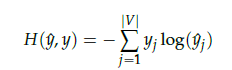 H(ŷ, y) = − ∑_{j=1}^{|V|} y_j log(ŷ_j)